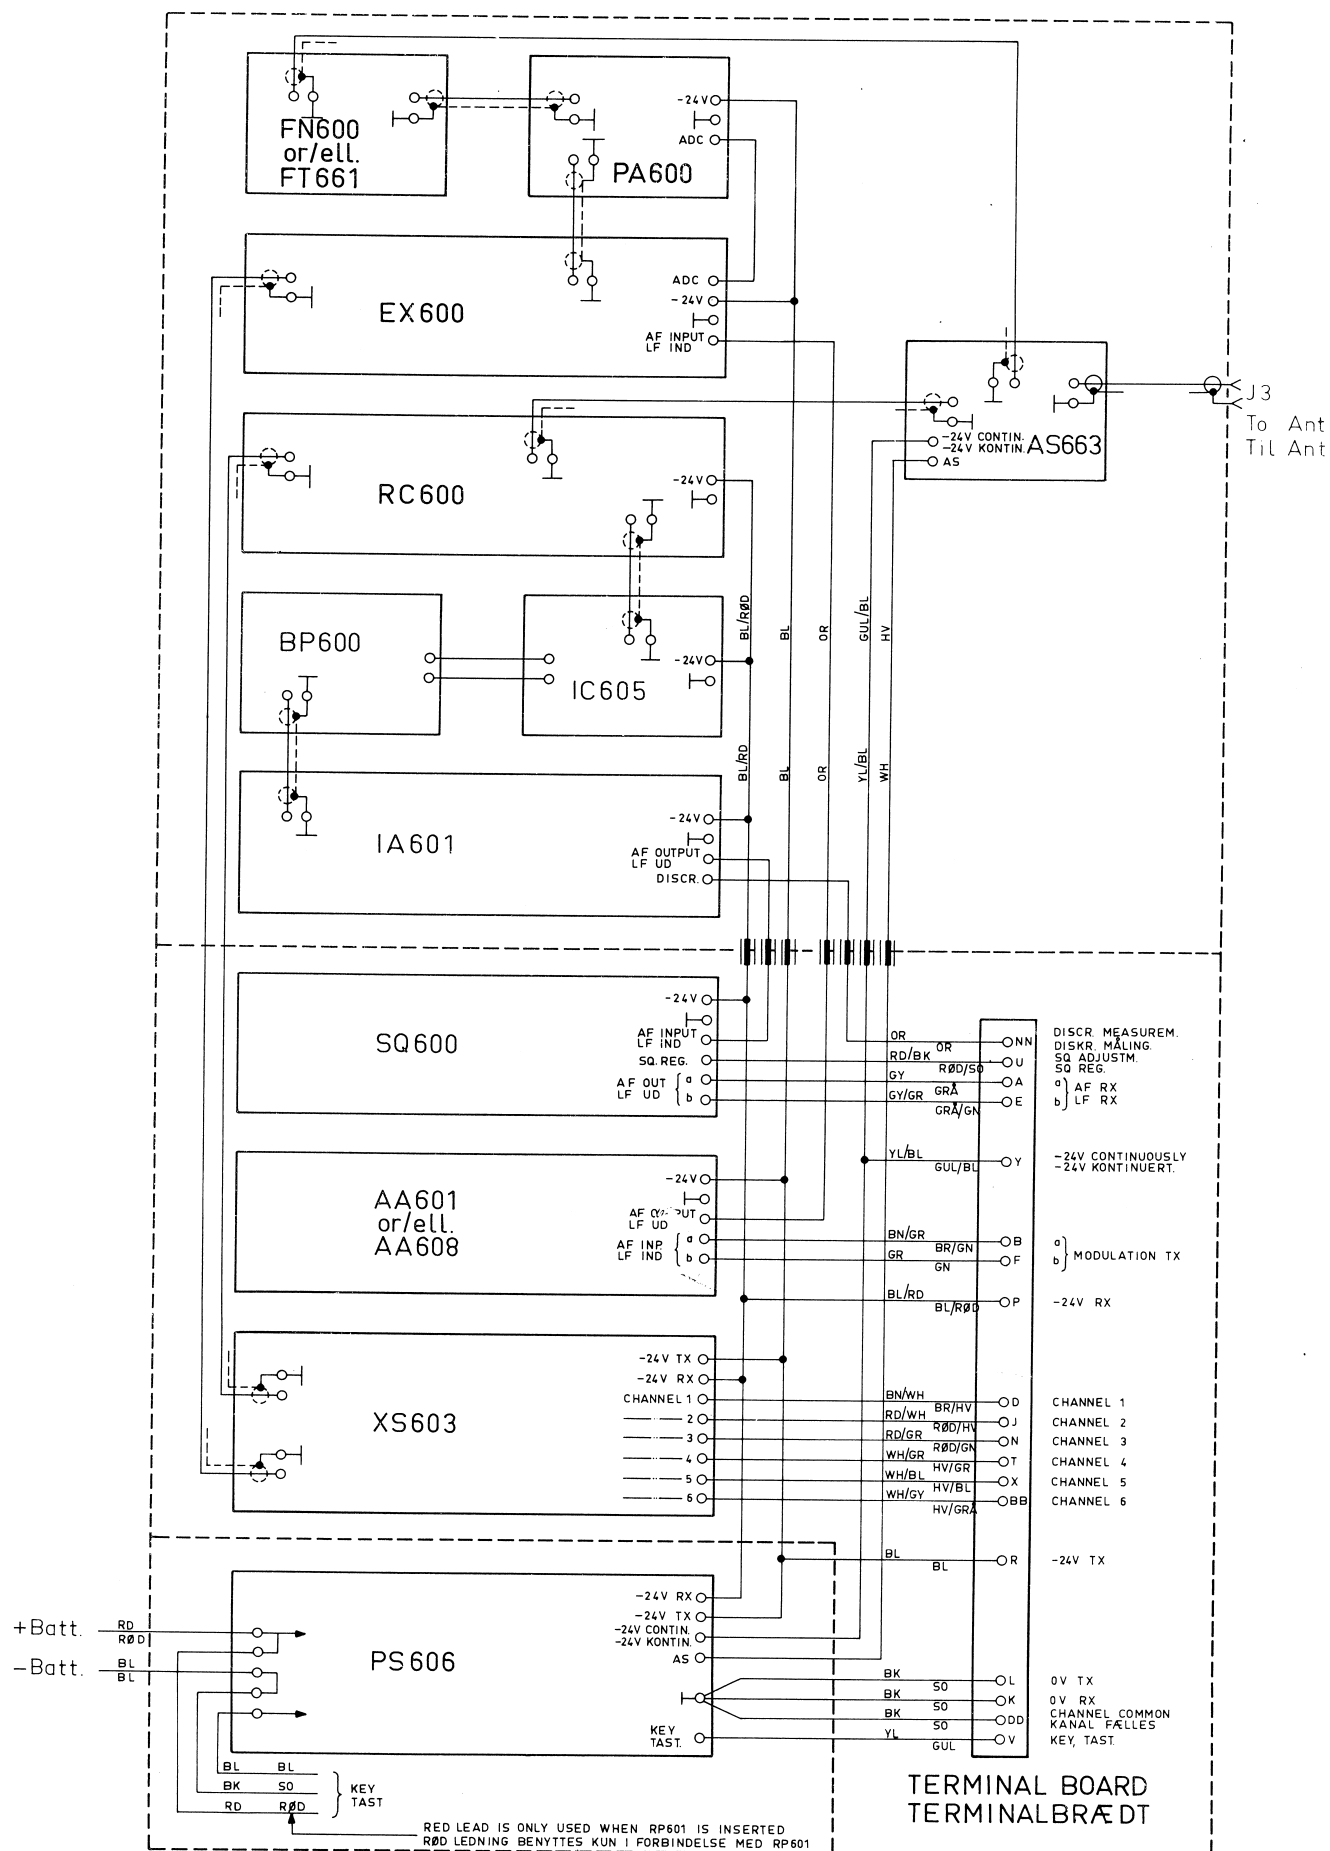 FN600
or/ell.
FT661
-24V
ADC
PA600
EX600
ADC
-24V
AF INPUT
LF IND
J3
To Ant
Til Ant
-24V CONTIN.
-24V KONTIN.
AS663
AS
RC600
-24V
BP600
IC605
-24V
BL/RØD
BL
OR
GUL/BL
HV
BL/RD
BL
OR
YL/BL
WH
IA601
-24V
AF OUTPUT
LF UD
DISCR.
SQ600
-24V
AF INPUT
LF IND
SQ. REG.
AF OUT
LF UD
a
b
OR
OR
RD/BK
RØD/SO
GY
GRÅ
GY/GR
GRÅ/GN
NN
U
A
E
DISCR. MEASUREM.
DISKR. MÅLING.
SQ ADJUSTM.
SQ REG.
a
b
AF RX
LF RX
YL/BL
GUL/BL
Y
-24V CONTINUOUSLY
-24V KONTINUERT.
AA601
or/ell.
AA608
-24V
AF
LF UD
AF INP.
LF IND
a
b
BN/GR
BR/GN
GR
GN
B
F
a
b
MODULATION TX
BL/RD
BL/RØD
P
-24V RX
XS603
-24V TX
-24V RX
CHANNEL 1
2
3
4
5
6
BN/WH
BR/HV
RD/WH
RØD/HV
RD/GR
RØD/GN
WH/GR
HV/GR
WH/BL
HV/BL
WH/GY
HV/GRÅ
D
J
N
T
X
BB
CHANNEL 1
CHANNEL 2
CHANNEL 3
CHANNEL 4
CHANNEL 5
CHANNEL 6
BL
BL
R
-24V TX
+Batt.
RD
RØD
-Batt.
BL
BL
PS606
-24V RX
-24V TX
-24V CONTIN.
-24V KONTIN.
AS
KEY
TAST.
BK
SO
BK
SO
BK
SO
YL
GUL
L
K
DD
V
0V TX
0V RX
CHANNEL COMMON
KANAL FÆLLES
KEY, TAST.
BL BL
BK SO
RD RØD
KEY
TAST
TERMINAL BOARD
TERMINALBRÆDT
RED LEAD IS ONLY USED WHEN RP601 IS INSERTED
RØD LEDNING BENYTTES KUN I FORBINDELSE MED RP601